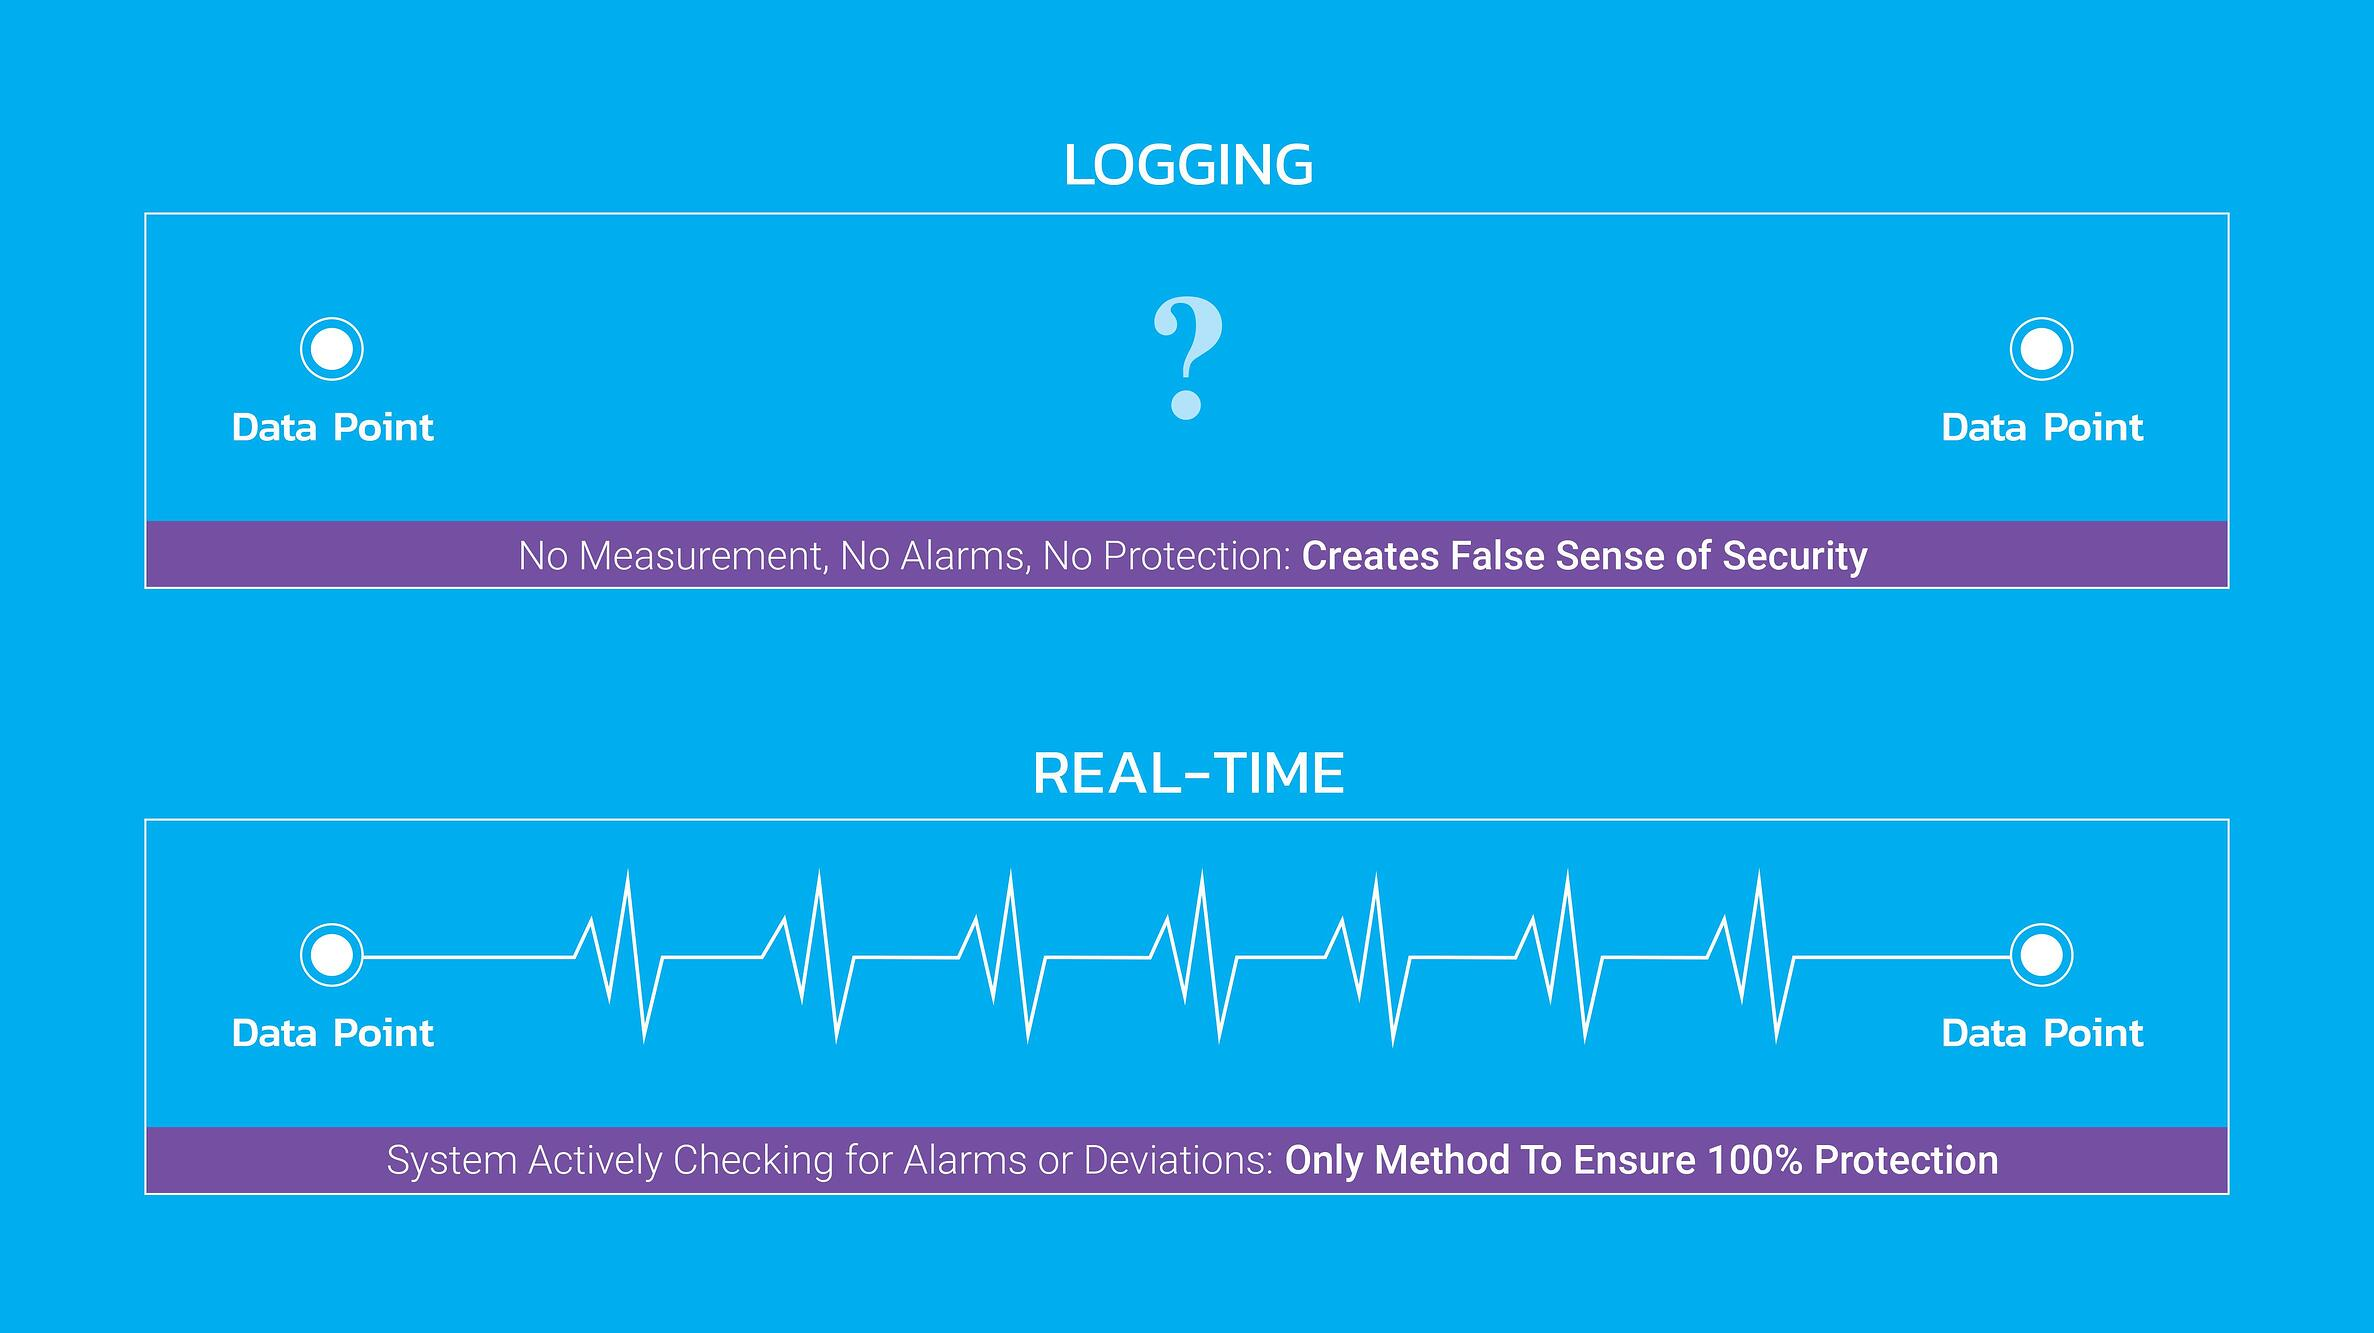 LOGGING
?
Data Point
Data Point
No Measurement, No Alarms, No Protection: Creates False Sense of Security
REAL-TIME
Data Point
Data Point
System Actively Checking for Alarms or Deviations: Only Method To Ensure 100% Protection